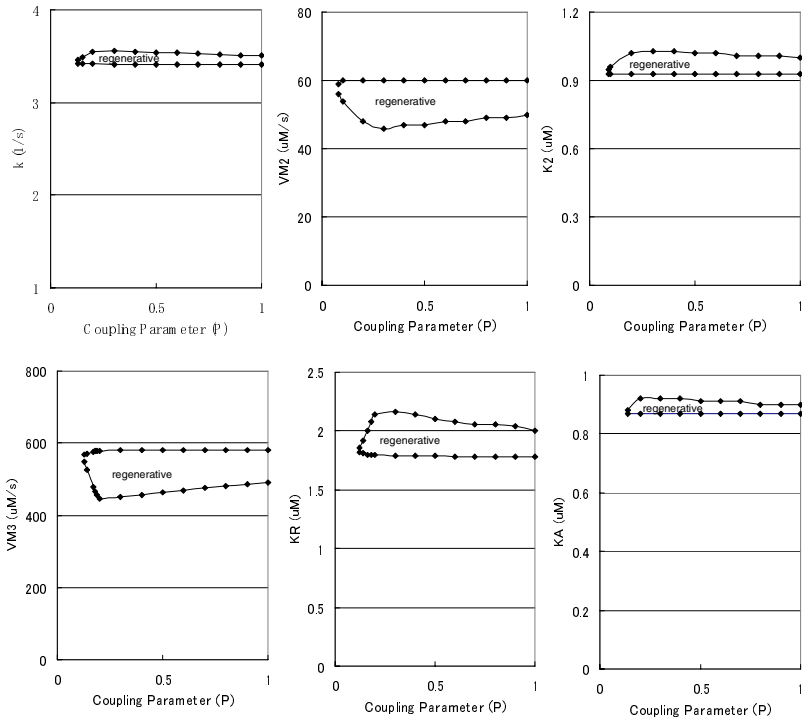 4
3
2
1
k (1/s)
regenerative
0
0.5
1
Coupling Parameter (P)
80
60
40
20
0
VM2 (uM/s)
regenerative
0
0.5
1
Coupling Parameter (P)
1.2
0.9
0.6
0.3
0
K2 (uM)
regenerative
0
0.5
1
Coupling Parameter (P)
800
600
400
200
0
VM3 (uM/s)
regenerative
0
0.5
1
Coupling Parameter (P)
2.5
2
1.5
1
0.5
0
KR (uM)
regenerative
0
0.5
1
Coupling Parameter (P)
1
0.8
0.6
0.4
0.2
0
KA (uM)
regenerative
0
0.5
1
Coupling Parameter (P)